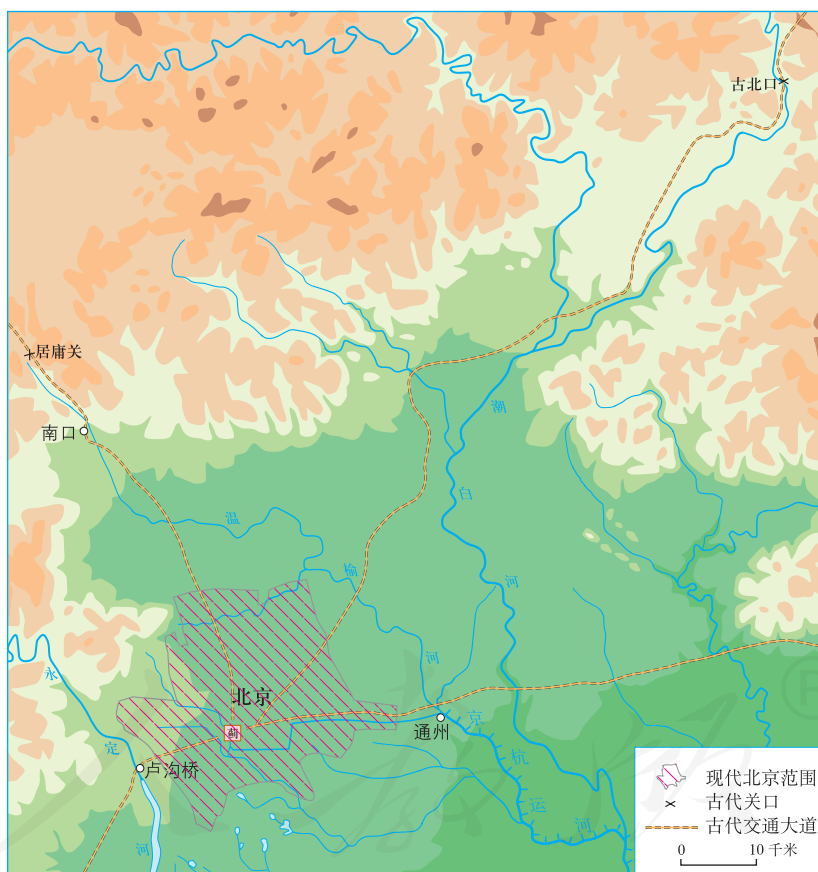 古北口
居庸关
南口
潮
白
河
温
榆
河
永
定
河
北京
蓟
通州
卢沟桥
京
杭
运
河
现代北京范围
古代关口
古代交通大道
0 10 千米